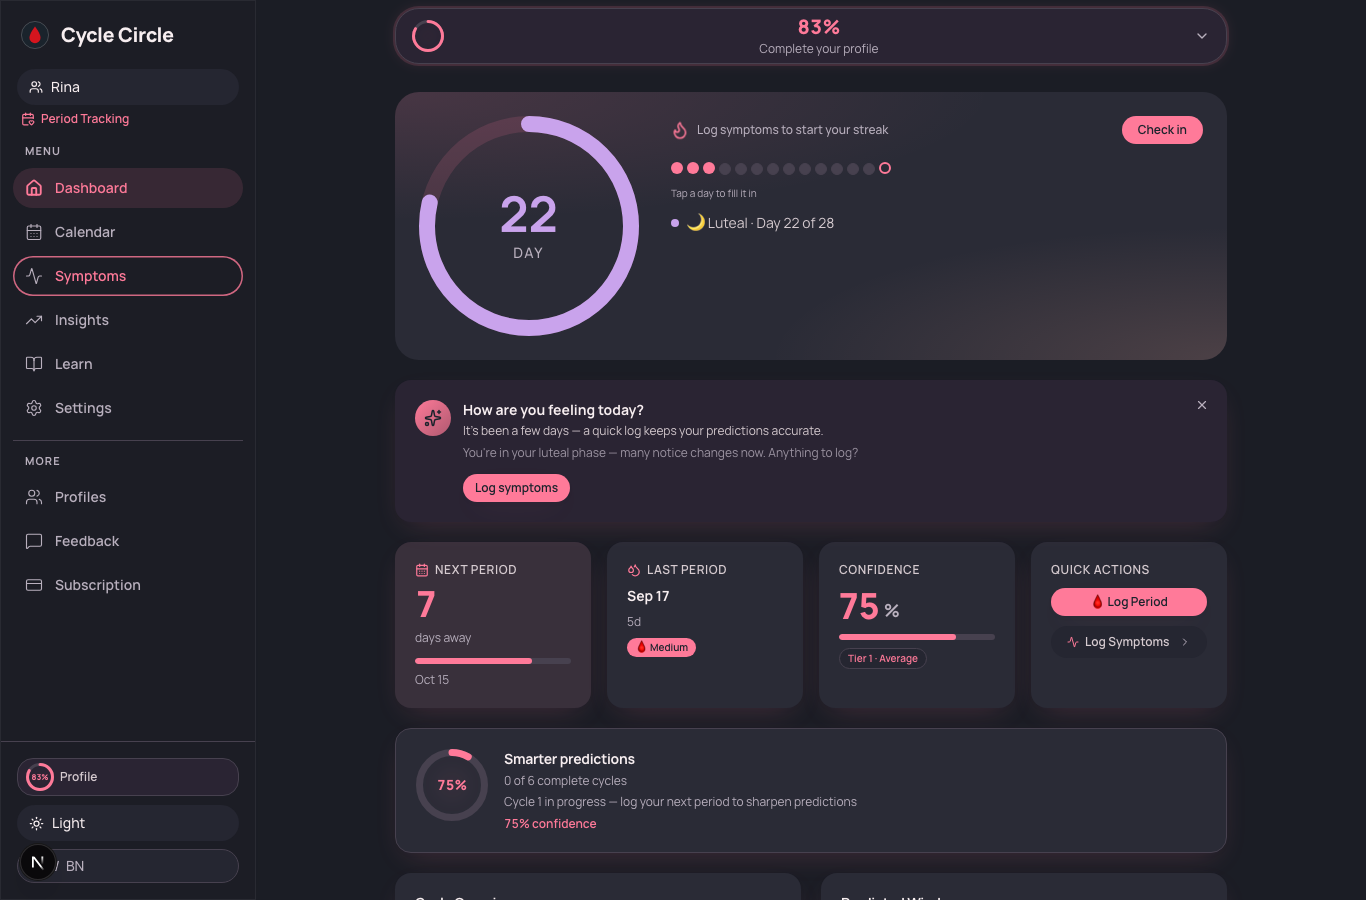 Cycle Circle
Rina
Period Tracking
MENU
Dashboard
Calendar
Symptoms
Insights
Learn
Settings
MORE
Profiles
Feedback
Subscription
83% Profile
Light
N / BN
83%
Complete your profile
22
DAY
Log symptoms to start your streak
Check in
Tap a day to fill it in
Luteal · Day 22 of 28
How are you feeling today?
It's been a few days — a quick log keeps your predictions accurate.
You're in your luteal phase — many notice changes now. Anything to log?
Log symptoms
NEXT PERIOD
7
days away
Oct 15
LAST PERIOD
Sep 17
5d
Medium
CONFIDENCE
75 %
Tier 1 · Average
QUICK ACTIONS
Log Period
Log Symptoms
75%
Smarter predictions
0 of 6 complete cycles
Cycle 1 in progress — log your next period to sharpen predictions
75% confidence